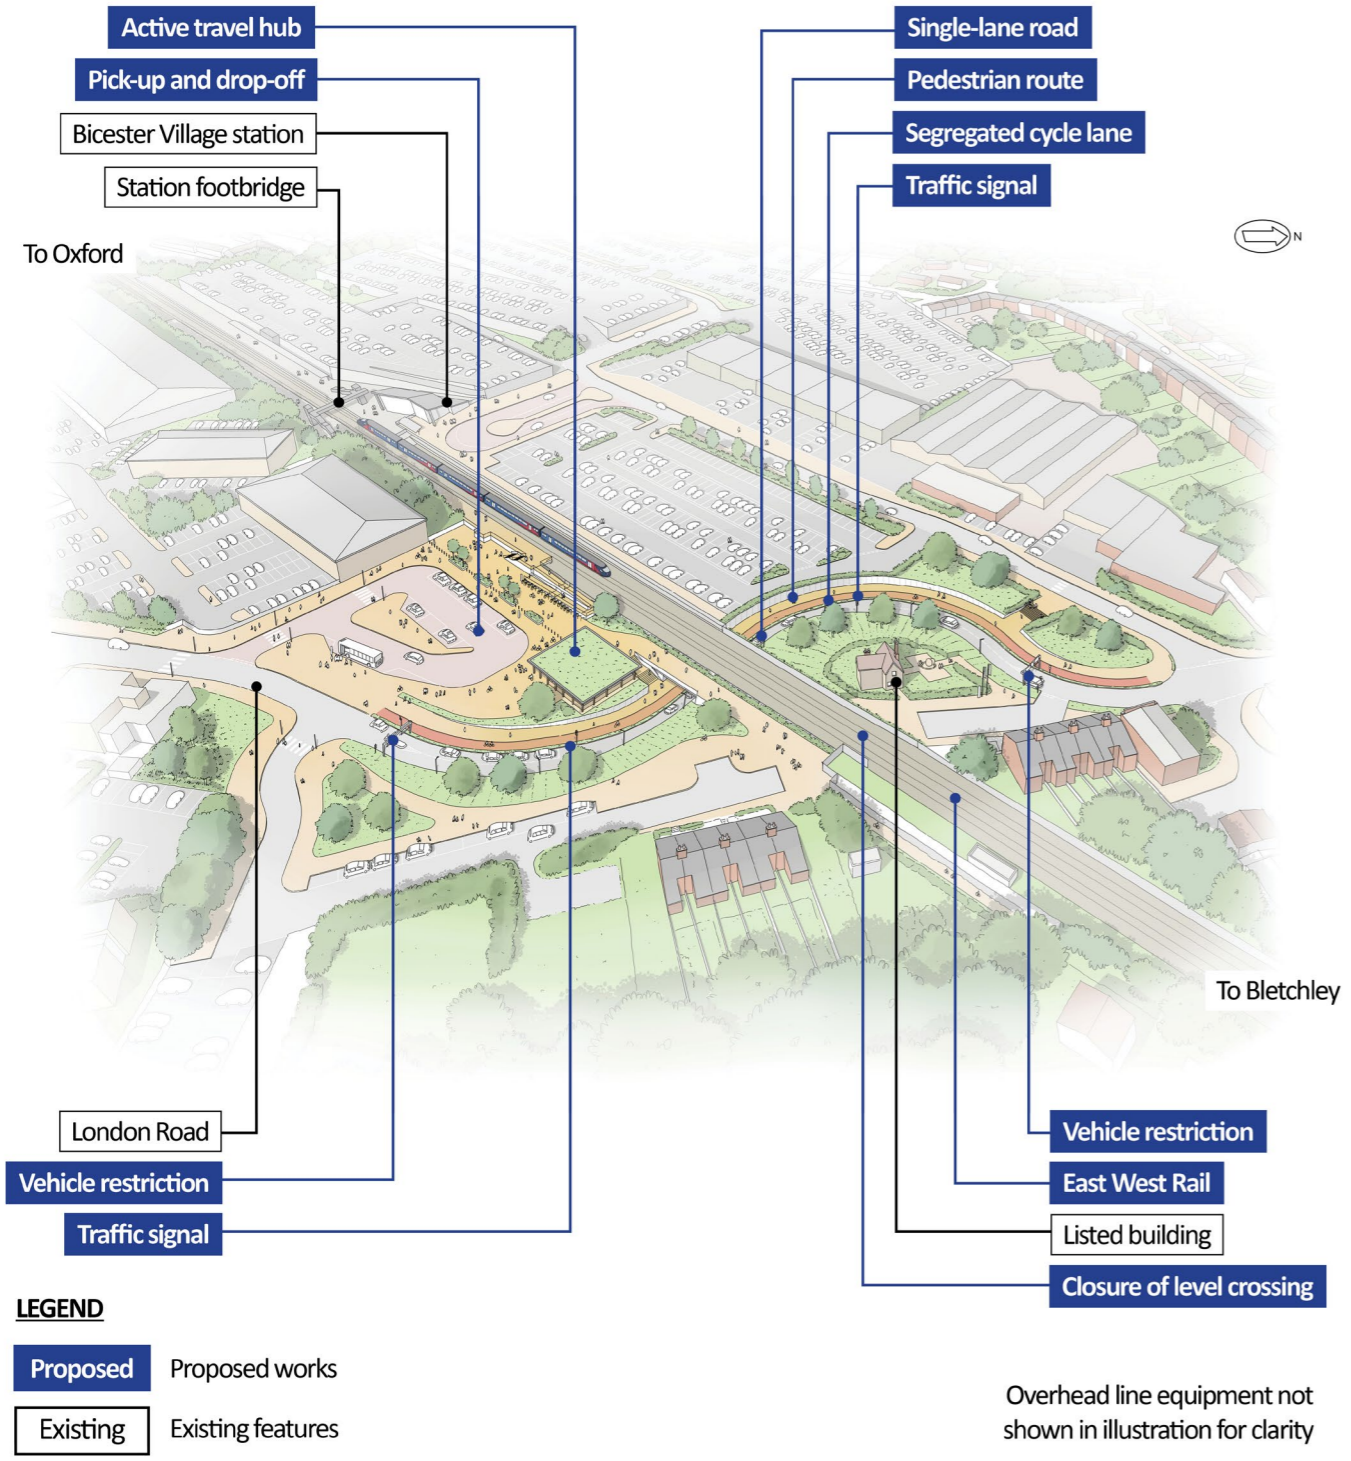 Active travel hub
Pick-up and drop-off
Bicester Village station
Station footbridge
To Oxford
Single-lane road
Pedestrian route
Segregated cycle lane
Traffic signal
N
To Bletchley
London Road
Vehicle restriction
Traffic signal
Vehicle restriction
East West Rail
Listed building
Closure of level crossing
LEGEND
Proposed Proposed works
Existing Existing features
Overhead line equipment not
shown in illustration for clarity